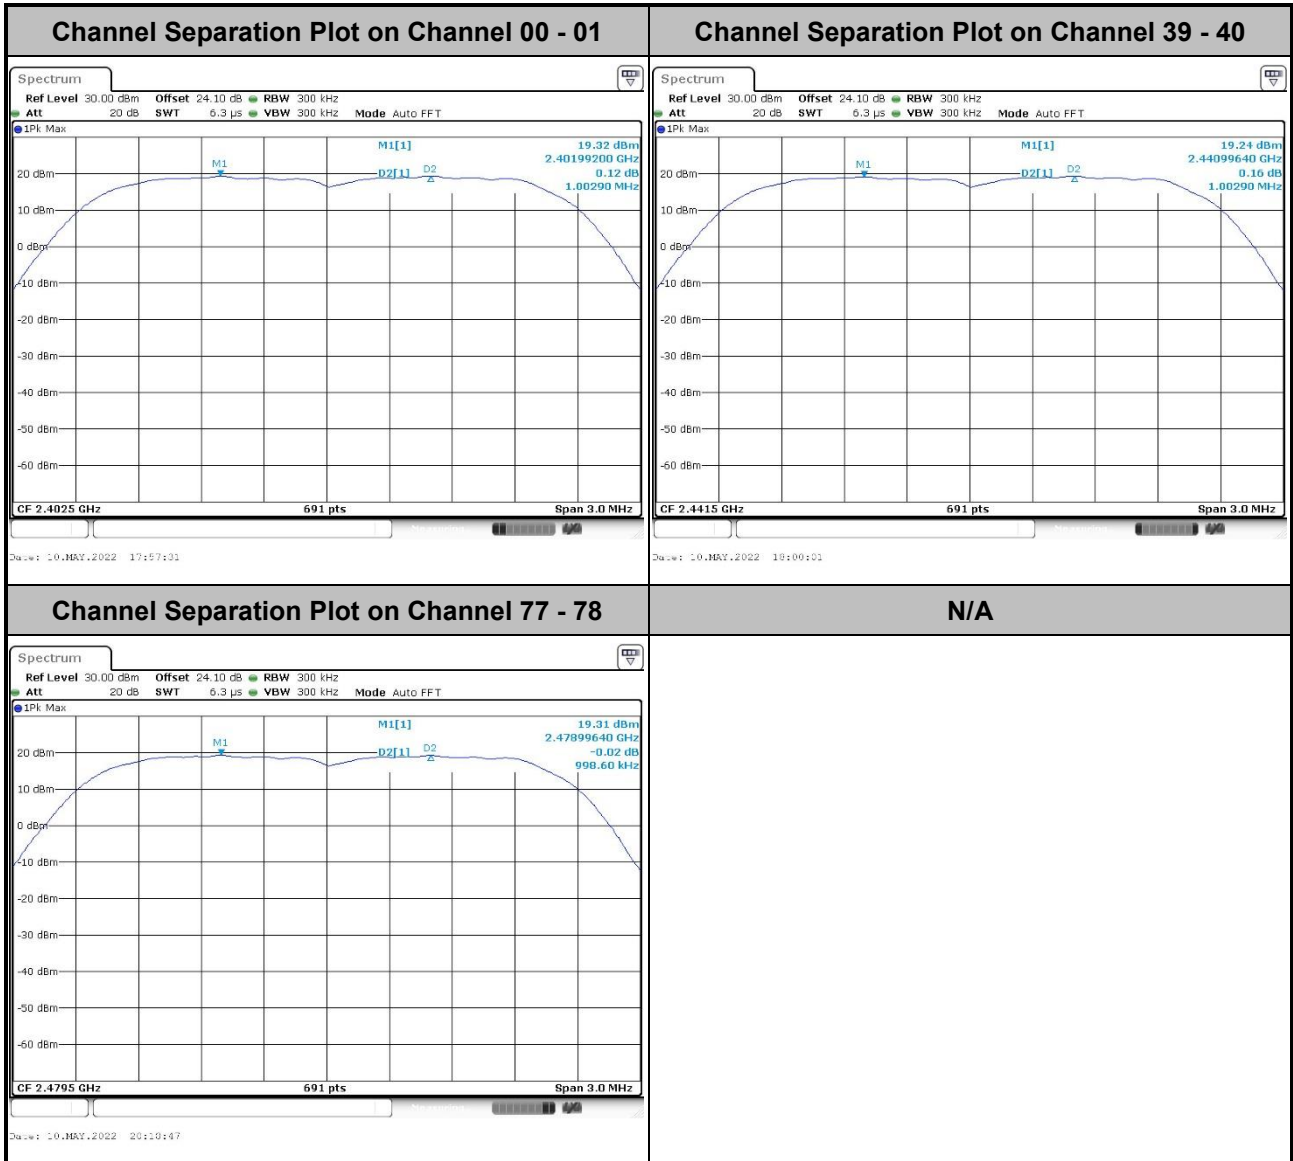 Channel Separation Plot on Channel 00 - 01
Spectrum
Ref Level 30.00 dBm Offset 24.10 dB RBW 300 kHz
Att 20 dB SWT 6.3 µs VBW 300 kHz Mode Auto FFT
1Pk Max
M1[1] 19.32 dBm
2.40199200 GHz
D2[1] 0.12 dB
1.00290 MHz
M1
D2
20 dBm
10 dBm
0 dBm
-10 dBm
-20 dBm
-30 dBm
-40 dBm
-50 dBm
-60 dBm
CF 2.4025 GHz 691 pts Span 3.0 MHz
Date: 10.MAY.2022 17:57:31
Channel Separation Plot on Channel 39 - 40
Spectrum
Ref Level 30.00 dBm Offset 24.10 dB RBW 300 kHz
Att 20 dB SWT 6.3 µs VBW 300 kHz Mode Auto FFT
1Pk Max
M1[1] 19.24 dBm
2.44099640 GHz
D2[1] 0.16 dB
1.00290 MHz
M1
D2
20 dBm
10 dBm
0 dBm
-10 dBm
-20 dBm
-30 dBm
-40 dBm
-50 dBm
-60 dBm
CF 2.4415 GHz 691 pts Span 3.0 MHz
Date: 10.MAY.2022 18:00:01
Channel Separation Plot on Channel 77 - 78
Spectrum
Ref Level 30.00 dBm Offset 24.10 dB RBW 300 kHz
Att 20 dB SWT 6.3 µs VBW 300 kHz Mode Auto FFT
1Pk Max
M1[1] 19.31 dBm
2.47899640 GHz
D2[1] -0.02 dB
998.60 kHz
M1
D2
20 dBm
10 dBm
0 dBm
-10 dBm
-20 dBm
-30 dBm
-40 dBm
-50 dBm
-60 dBm
CF 2.4795 GHz 691 pts Span 3.0 MHz
Date: 10.MAY.2022
N/A